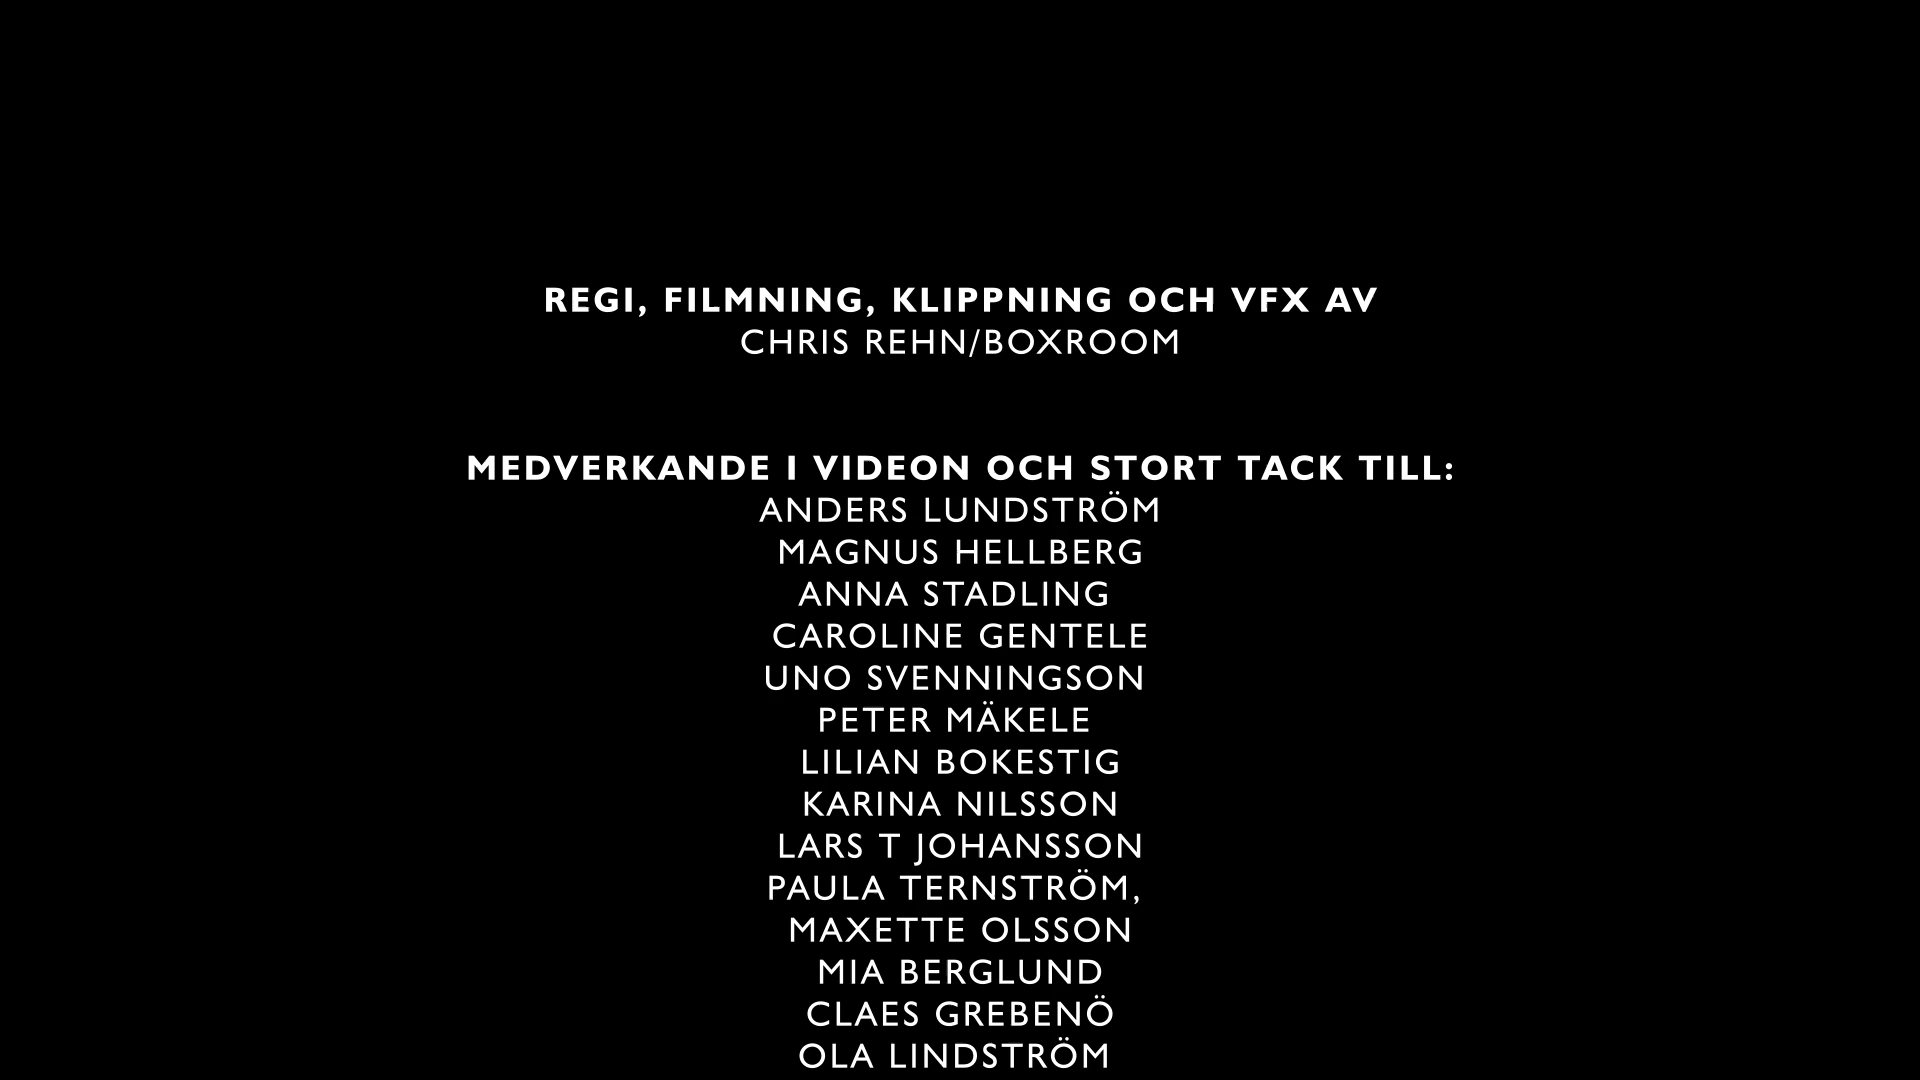 REGI, FILMNING, KLIPPNING OCH VFX AV
CHRIS REHN/BOXROOM
MEDVERKANDE I VIDEON OCH STORT TACK TILL:
ANDERS LUNDSTRÖM
MAGNUS HELLBERG
ANNA STADLING
CAROLINE GENTELE
UNO SVENNINGSON
PETER MÄKELE
LILIAN BOKESTIG
KARINA NILSSON
LARS T JOHANSSON
PAULA TERNSTRÖM,
MAXETTE OLSSON
MIA BERGLUND
CLAES GREBENÖ
OLA LINDSTRÖM